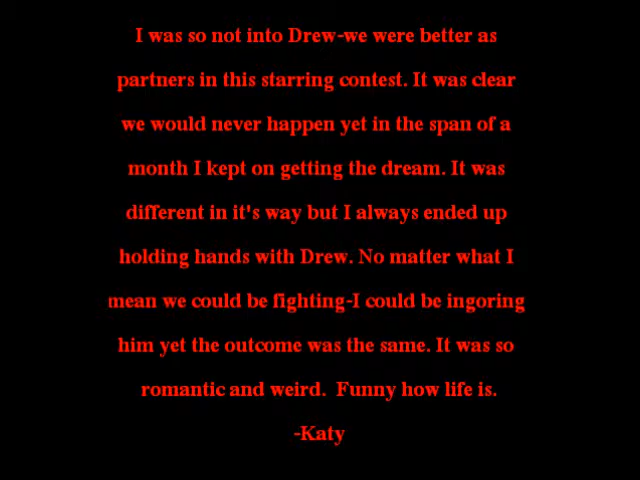 I was so not into Drew-we were better as
partners in this starring contest. It was clear
we would never happen yet in the span of a
month I kept on getting the dream. It was
different in it's way but I always ended up
holding hands with Drew. No matter what I
mean we could be fighting-I could be ingoring
him yet the outcome was the same. It was so
romantic and weird.  Funny how life is.
-Katy